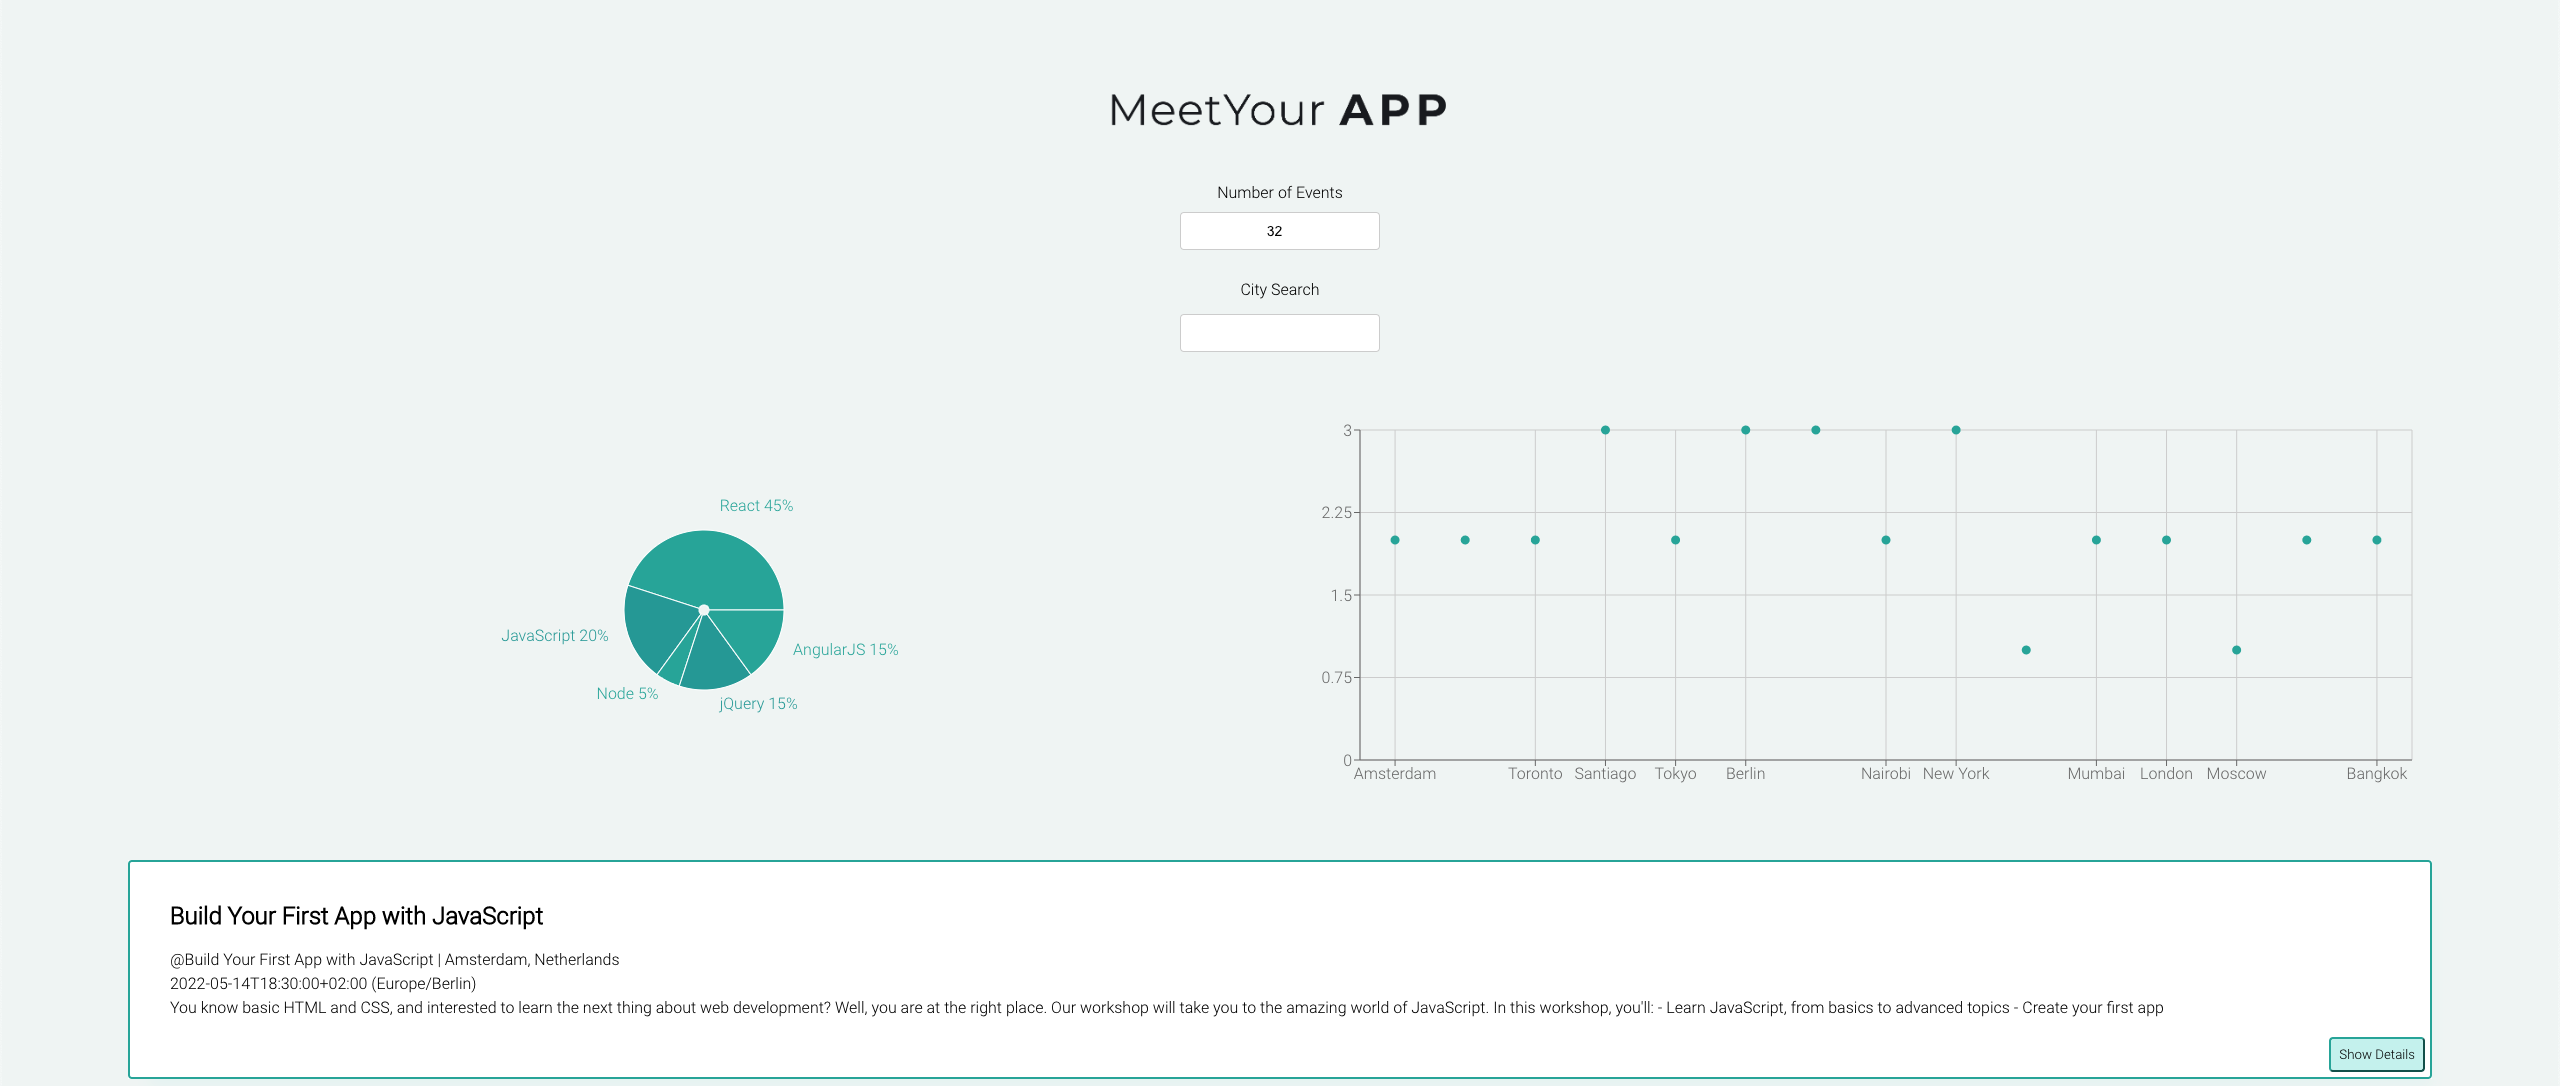 MeetYour APP
Number of Events
32
City Search
React 45%
JavaScript 20%
AngularJS 15%
Node 5%
jQuery 15%
3
2.25
1.5
0.75
0
Amsterdam Toronto Santiago Tokyo Berlin Nairobi New York Mumbai London Moscow Bangkok
Build Your First App with JavaScript
@Build Your First App with JavaScript | Amsterdam, Netherlands
2022-05-14T18:30:00+02:00 (Europe/Berlin)
You know basic HTML and CSS, and interested to learn the next thing about web development? Well, you are at the right place. Our workshop will take you to the amazing world of JavaScript. In this workshop, you'll: - Learn JavaScript, from basics to advanced topics - Create your first app
Show Details